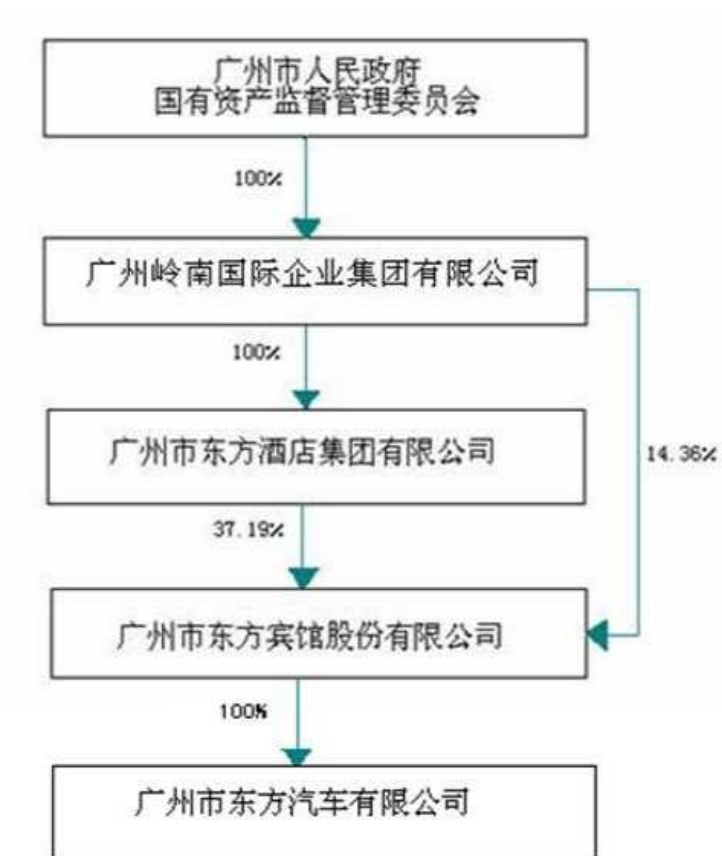 广州市人民政府
国有资产监督管理委员会
100%
广州岭南国际企业集团有限公司
100%
广州市东方酒店集团有限公司
14.36%
37.19%
广州市东方宾馆股份有限公司
100%
广州市东方汽车有限公司